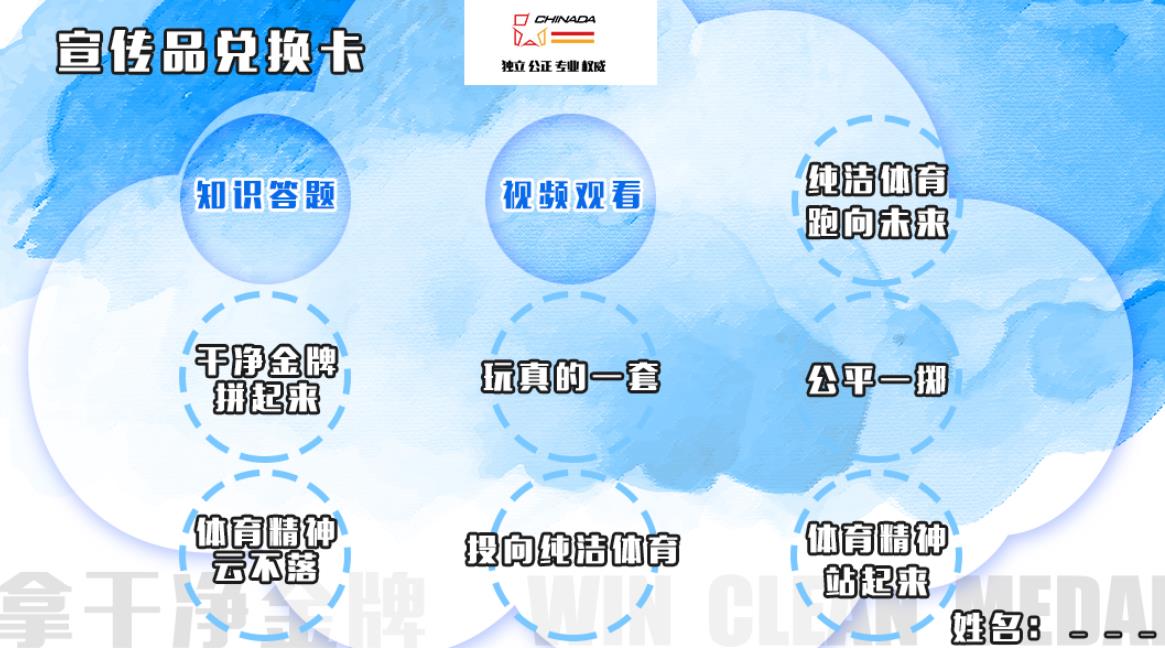 宣传品兑换卡
CHINADA
独立 公正 专业 权威
知识答题
视频观看
纯洁体育
跑向未来
干净金牌
拼起来
玩真的一套
公平一掷
体育精神
云不落
投向纯洁体育
体育精神
站起来
拿干净金牌 WIN CLEAN MEDAL
姓名: - - -